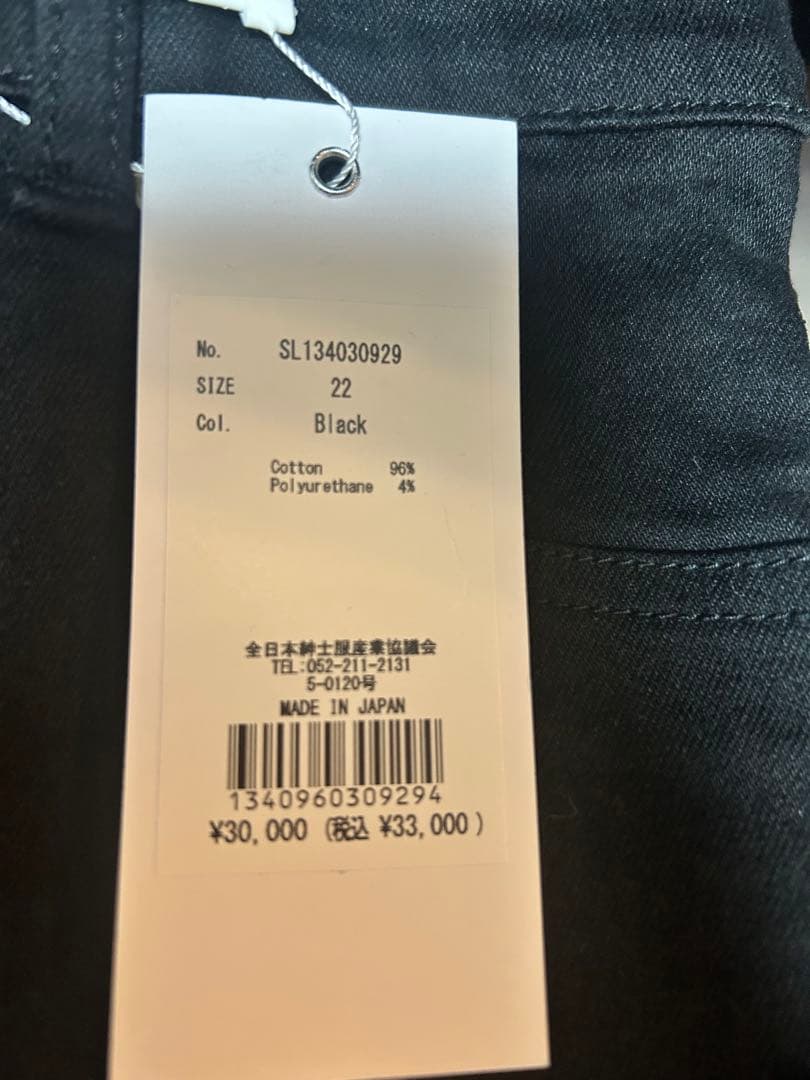 No. SL134030929
SIZE 22
Col. Black
Cotton 96%
Polyurethane 4%
全日本紳士服産業協議会
TEL:052-211-2131
5-0120号
MADE IN JAPAN
1340960309294
¥30,000 (税込 ¥33,000 )